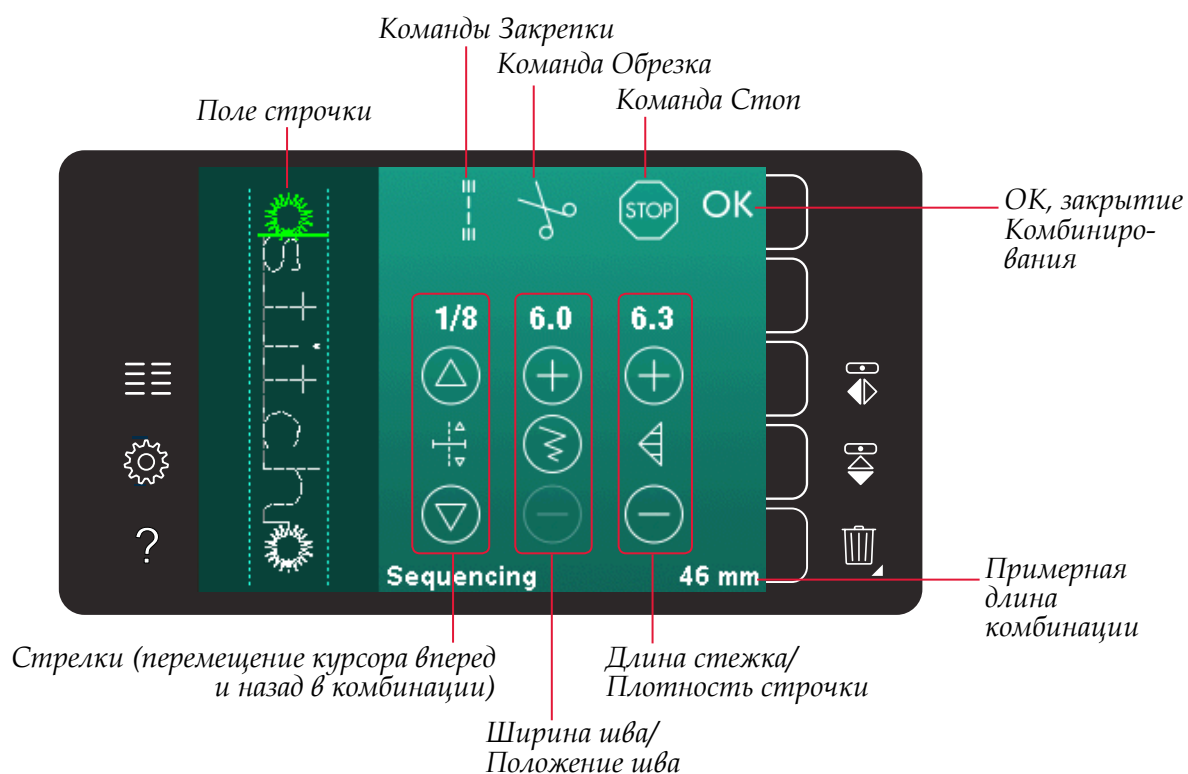 Команды Закрепки
Команда Обрезка
Команда Стоп
Поле строчки
STOP
OK
OK, закрытие
Комбиниро-
вания
stitch
1/8
6.0
6.3
?
Sequencing
46 mm
Примерная
длина
комбинации
Стрелки (перемещение курсора вперед
и назад в комбинации)
Длина стежка/
Плотность строчки
Ширина шва/
Положение шва